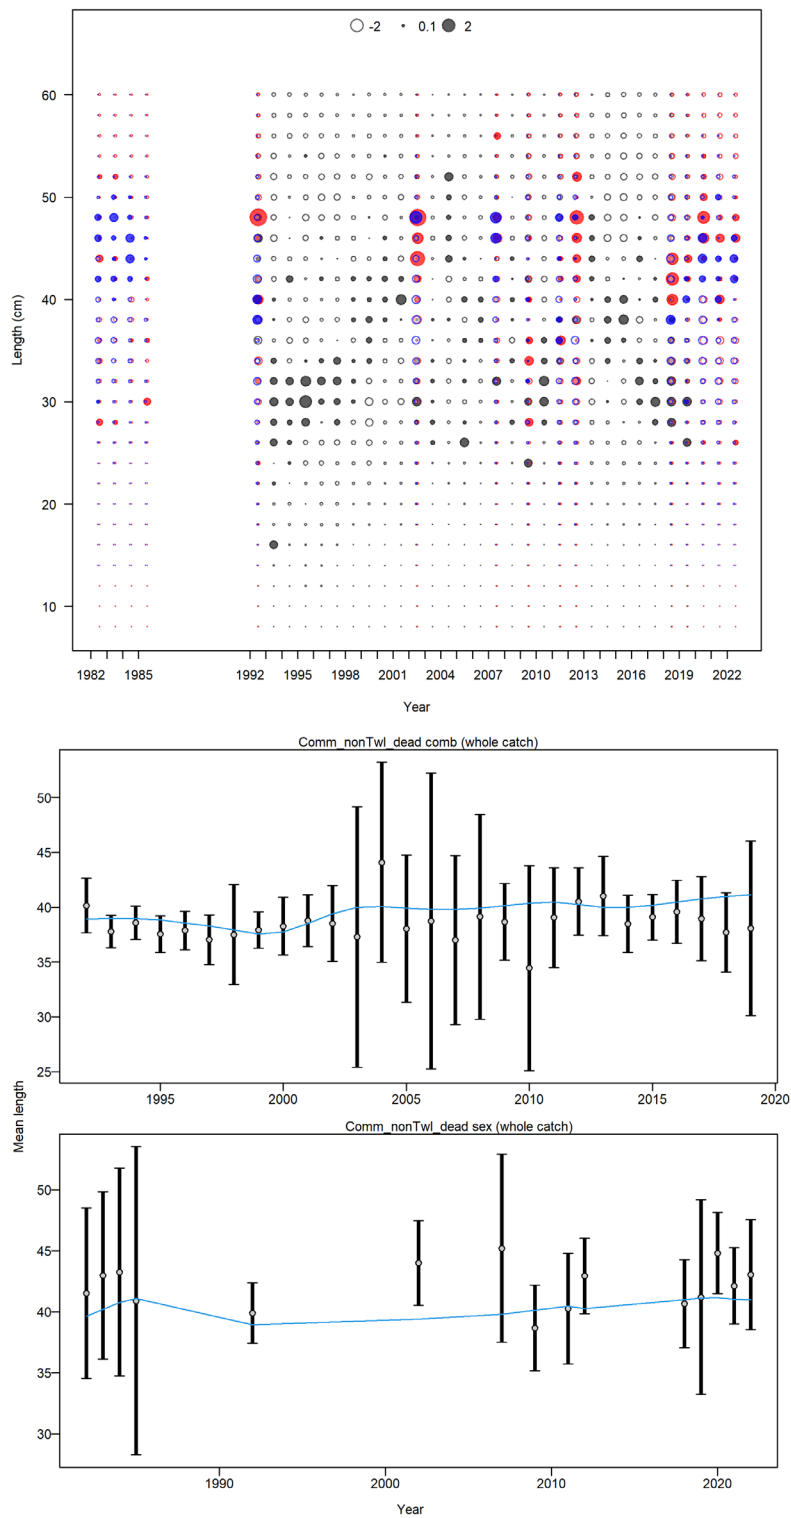 -2 0.1 2
60
50
40
30
20
10
Length (cm)
1982 1985 1992 1995 1998 2001 2004 2007 2010 2013 2016 2019 2022
Year
Comm_nonTwl_dead comb (whole catch)
50
45
40
35
30
25
1995 2000 2005 2010 2015 2020
Mean length
Comm_nonTwl_dead sex (whole catch)
50
45
40
35
30
1990 2000 2010 2020
Year